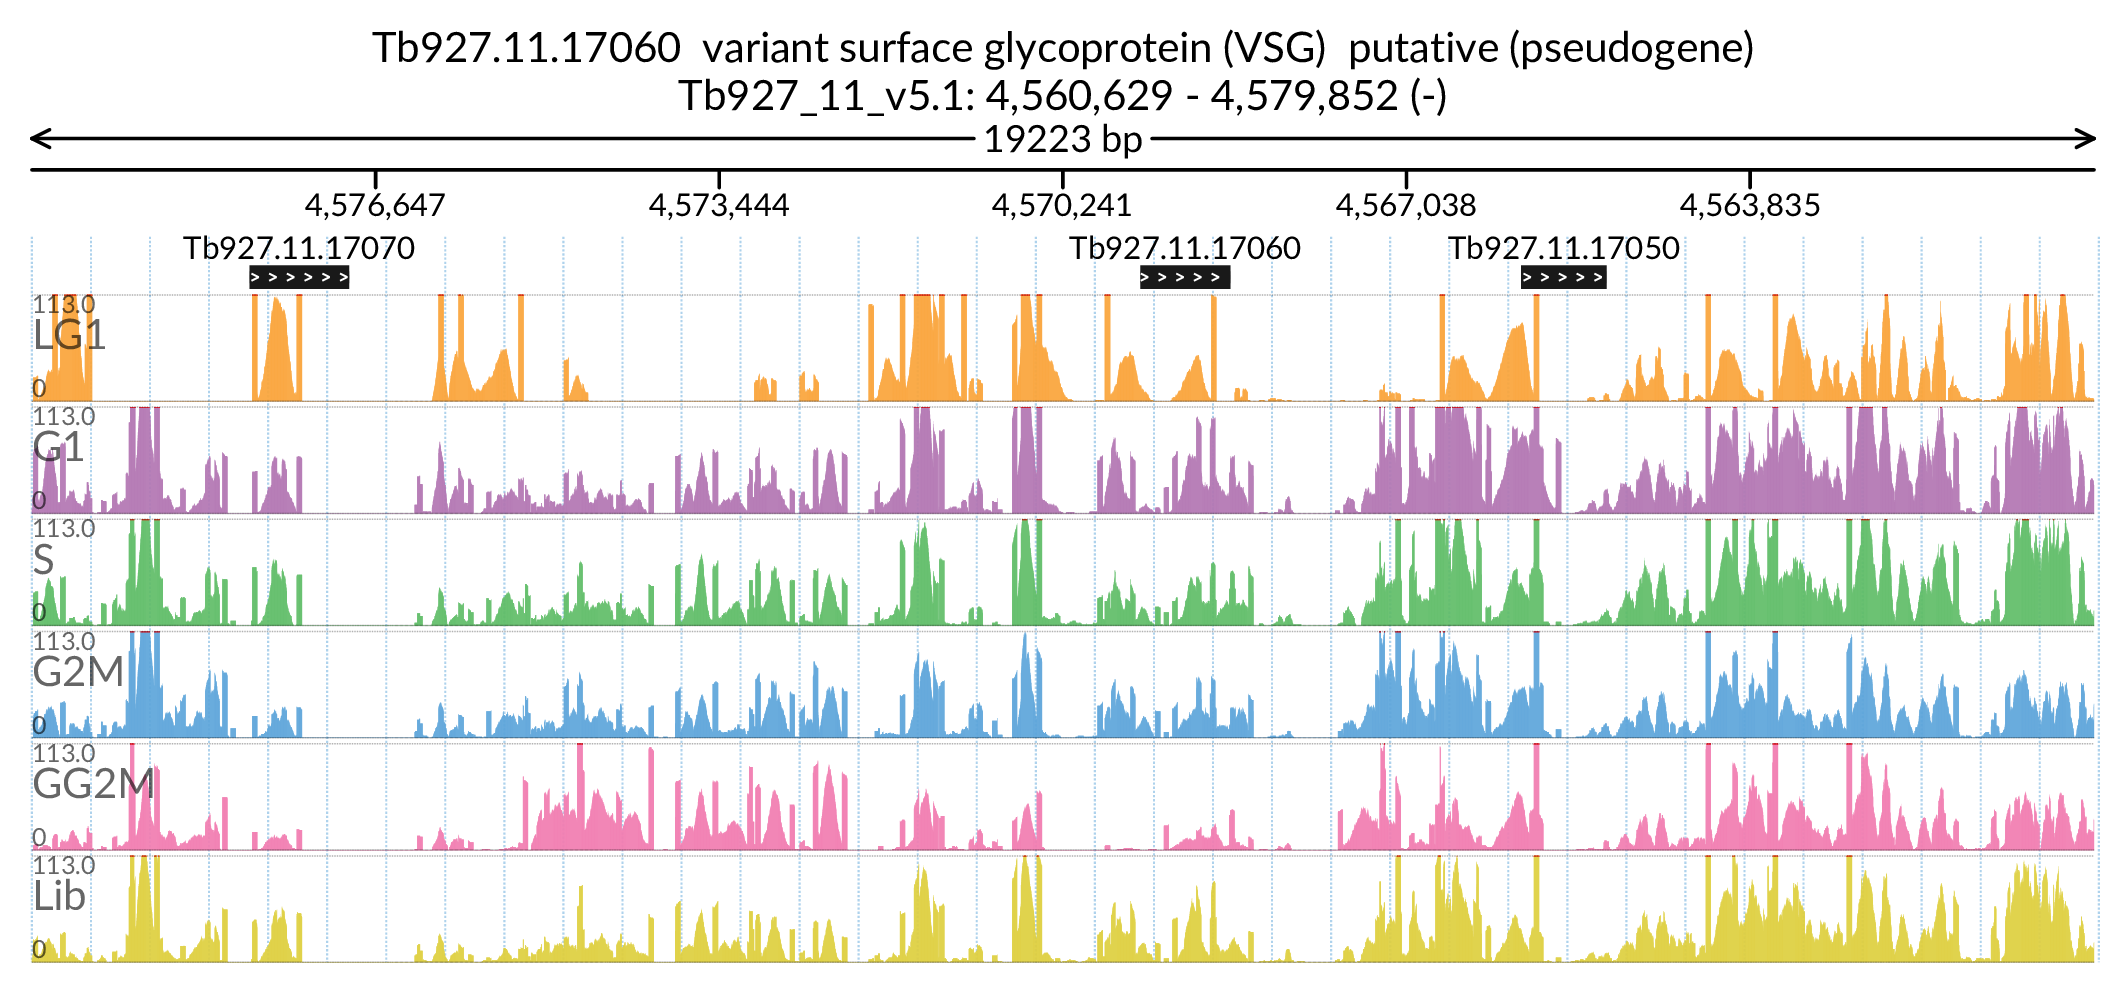 Tb927.11.17060 variant surface glycoprotein (VSG) putative (pseudogene)
Tb927_11_v5.1: 4,560,629 - 4,579,852 (-)
19223 bp
4,576,647 4,573,444 4,570,241 4,567,038 4,563,835
Tb927.11.17070 Tb927.11.17060 Tb927.11.17050
> > > > > > > > > > > > > > > >
113.0
LG1
0
113.0
G1
0
113.0
S
0
113.0
G2M
0
113.0
GG2M
0
113.0
Lib
0